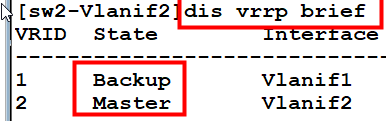 [sw2-Vlanif2]dis vrrp brief
VRID  State            Interface
----------------------------------------
1     Backup           Vlanif1
2     Master           Vlanif2